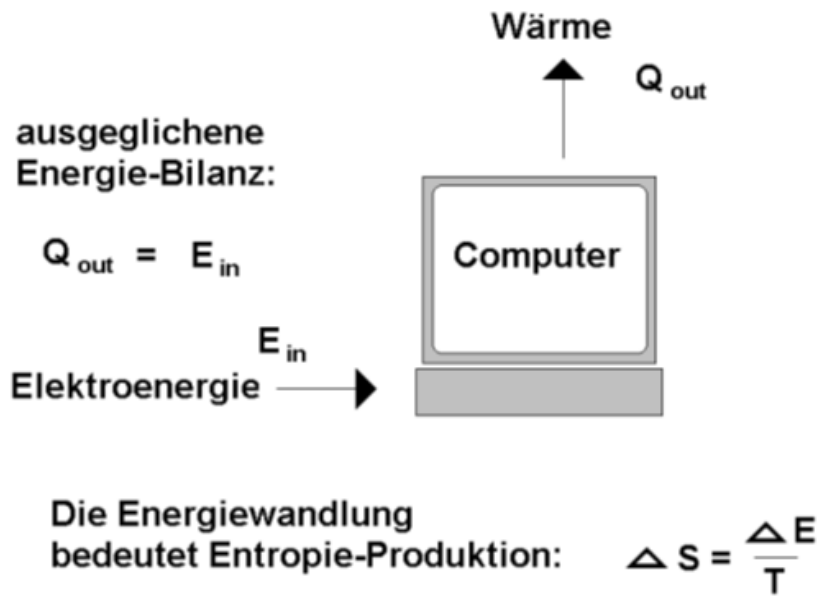 Wärme
Q out
ausgeglichene
Energie-Bilanz:
Q out = E in
Computer
E in
Elektroenergie
Die Energiewandlung
bedeutet Entropie-Produktion: △ S = △ E / T